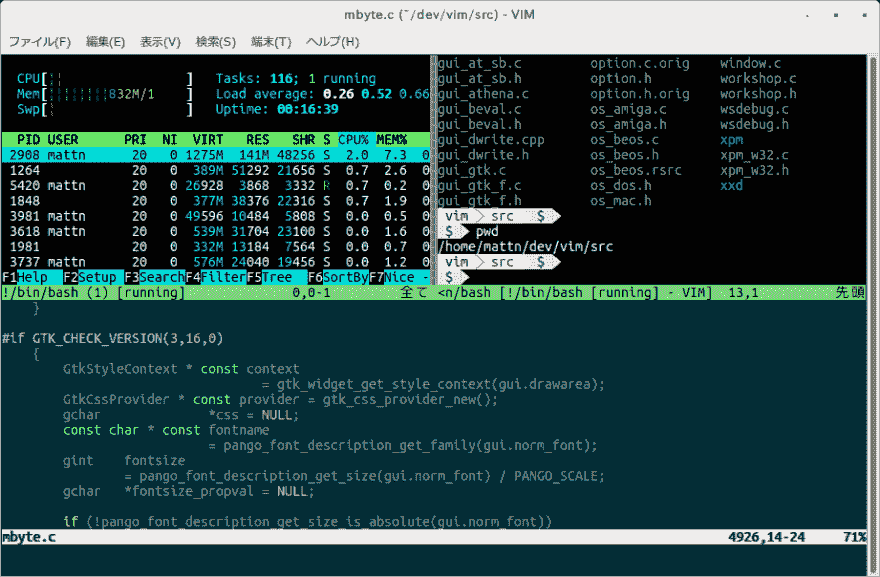 mbyte.c (~/dev/vim/src) - VIM
ファイル(F) 編集(E) 表示(V) 検索(S) 端末(T) ヘルプ(H)
CPU[ ] Tasks: 116; 1 running
Mem[||||||||832M/1 ] Load average: 0.26 0.52 0.66
Swp[ ] Uptime: 00:16:39
PID USER PRI NI VIRT RES SHR S CPU% MEM%
2908 mattn 20 0 1275M 141M 48256 S 2.0 7.3 0
1264 20 0 389M 51292 21656 S 0.7 2.6 0
5420 mattn 20 0 26928 3868 3332 R 0.7 0.2 0
1848 20 0 377M 38376 22316 S 0.7 1.9 0
3981 mattn 20 0 49596 10484 5808 S 0.0 0.5 0
3618 mattn 20 0 539M 31704 23100 S 0.0 1.6 0
1981 20 0 332M 13184 7564 S 0.0 0.7 0
3737 mattn 20 0 576M 24040 19456 S 0.0 1.2 0
F1Help F2Setup F3SearchF4FilterF5Tree F6SortByF7Nice -
!/bin/bash (1) [running] 0,0-1 全て
gui_at_sb.c option.c.orig window.c
gui_at_sb.h option.h workshop.c
gui_athena.c option.h.orig workshop.h
gui_beval.c os_amiga.c wsdebug.c
gui_beval.h os_amiga.h wsdebug.h
gui_dwrite.cpp os_beos.c xpm
gui_dwrite.h os_beos.h xpm_w32.c
gui_gtk.c os_beos.rsrc xpm_w32.h
gui_gtk_f.c os_dos.h xxd
gui_gtk_f.h os_mac.h
vim src $
$ pwd
/home/mattn/dev/vim/src
vim src $
$
<n/bash [!/bin/bash [running] - VIM] 13,1 先頭
}
#if GTK_CHECK_VERSION(3,16,0)
{
GtkStyleContext * const context
= gtk_widget_get_style_context(gui.drawarea);
GtkCssProvider * const provider = gtk_css_provider_new();
gchar *css = NULL;
const char * const fontname
= pango_font_description_get_family(gui.norm_font);
gint fontsize
= pango_font_description_get_size(gui.norm_font) / PANGO_SCALE;
gchar *fontsize_propval = NULL;
if (!pango_font_description_get_size_is_absolute(gui.norm_font))
mbyte.c 4926,14-24 71%